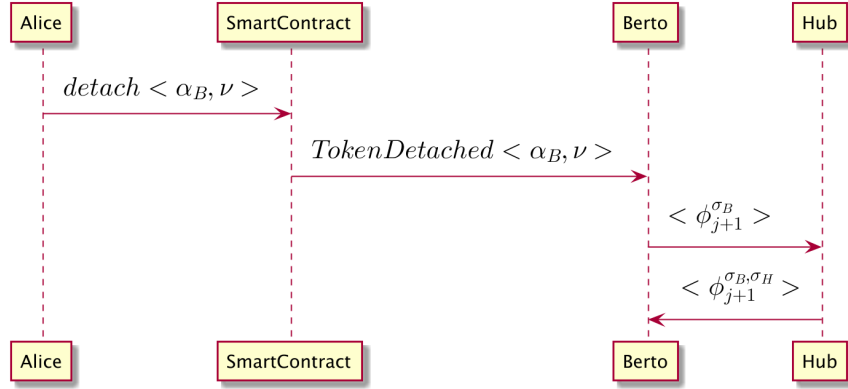 Alice SmartContract Berto Hub
detach < α_B, ν >
TokenDetached < α_B, ν >
< ϕ_{j+1}^{σ_B} >
< ϕ_{j+1}^{σ_B,σ_H} >
Alice SmartContract Berto Hub